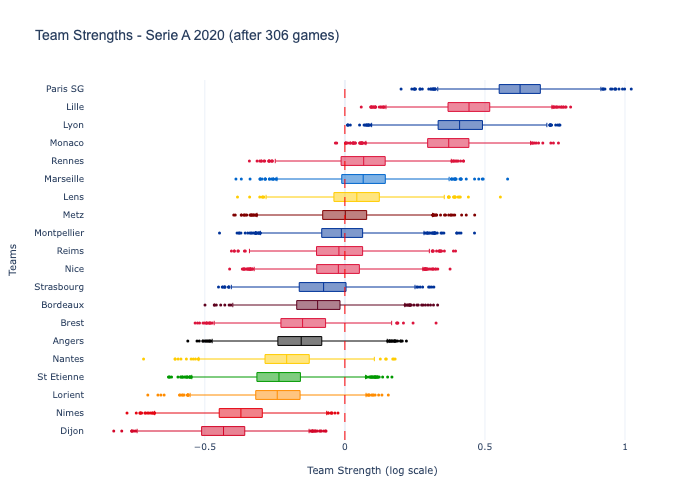 Team Strengths - Serie A 2020 (after 306 games)
Paris SG
Lille
Lyon
Monaco
Rennes
Marseille
Lens
Metz
Montpellier
Reims
Nice
Strasbourg
Bordeaux
Brest
Angers
Nantes
St Etienne
Lorient
Nimes
Dijon
Teams
−0.5 0 0.5 1
Team Strength (log scale)